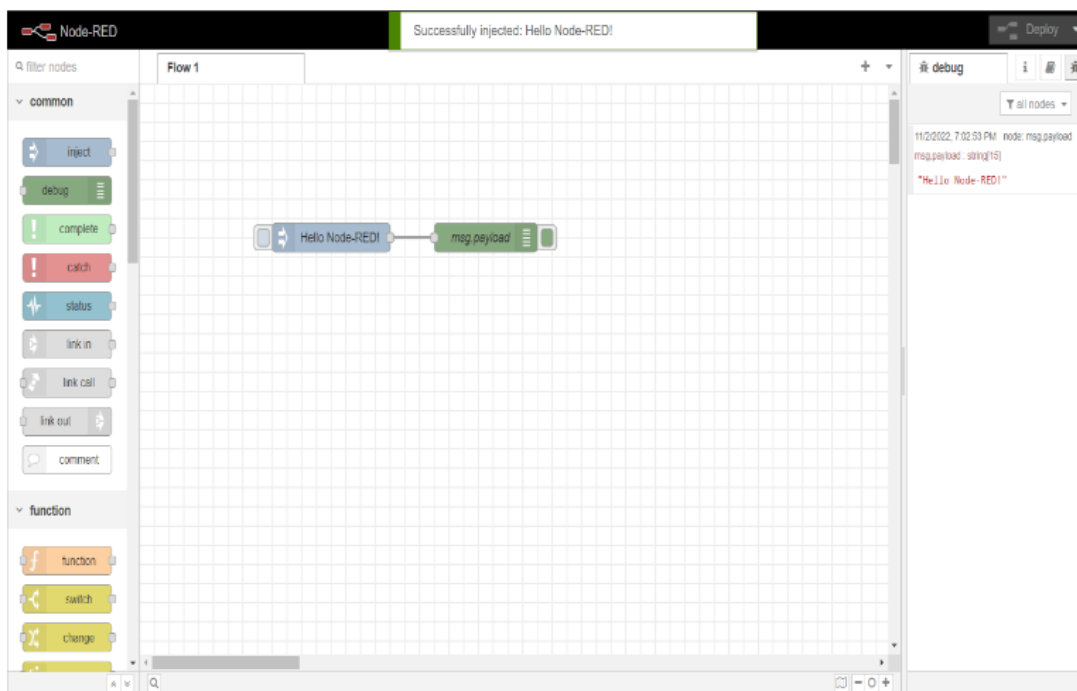 Node-RED
Successfully injected: Hello Node-RED!
Deploy
filter nodes
Flow 1
debug
i
all nodes
common
inject
debug
complete
catch
status
link in
link call
link out
comment
function
function
switch
change
Hello Node-RED!
msg.payload
11/2/2022, 7:02:53 PM node: msg.payload
msg.payload : string[15]
"Hello Node-RED!"